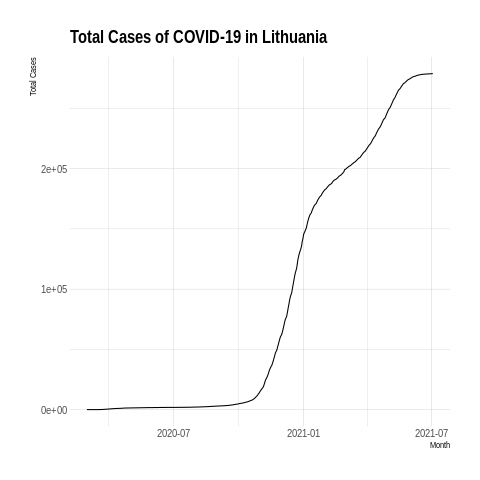 Total Cases of COVID-19 in Lithuania
Total Cases
2e+05
1e+05
0e+00
2020-07 2021-01 2021-07
Month